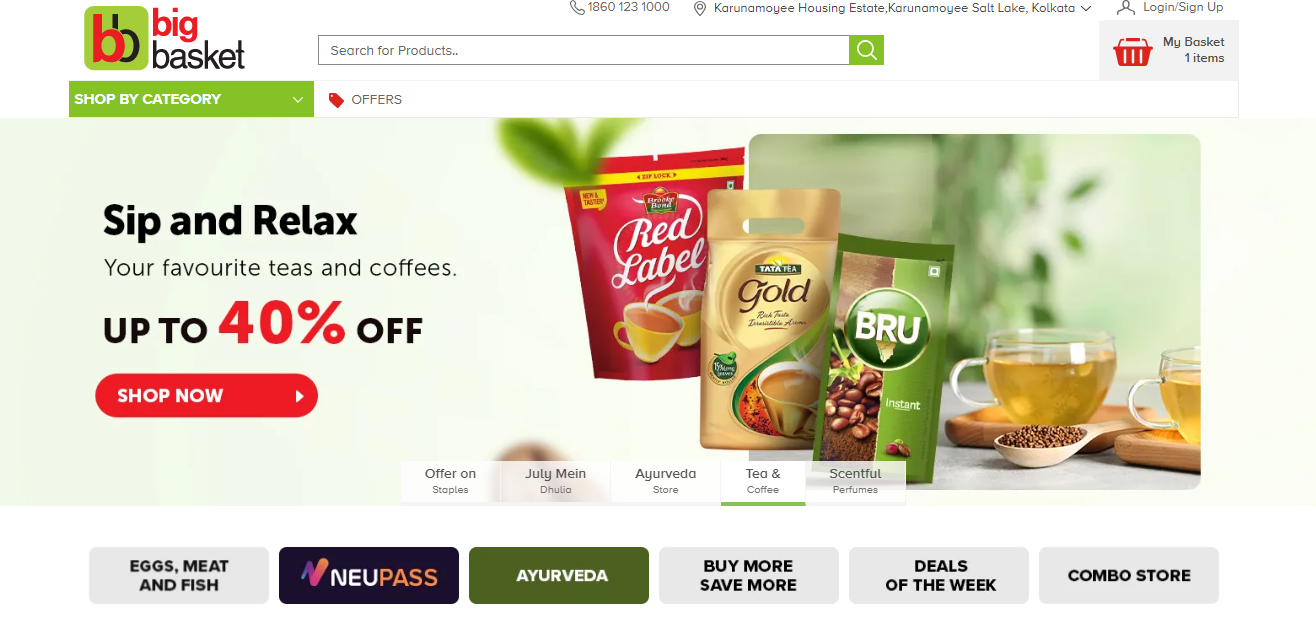 1860 123 1000
Karunamoyee Housing Estate,Karunamoyee Salt Lake, Kolkata
Login/Sign Up
bb
big
basket
Search for Products..
My Basket
1 items
SHOP BY CATEGORY
OFFERS
Sip and Relax
Your favourite teas and coffees.
UP TO 40% OFF
SHOP NOW
ZIP LOCK
NEW &
TASTIER!
Brooke
Bond
Red
Label
TATA TEA
Gold
Rich Taste.
Irresistible Aroma
BRU
Instant
Offer on
Staples
July Mein
Dhulia
Ayurveda
Store
Tea &
Coffee
Scentful
Perfumes
EGGS, MEAT
AND FISH
NEUPASS
AYURVEDA
BUY MORE
SAVE MORE
DEALS
OF THE WEEK
COMBO STORE